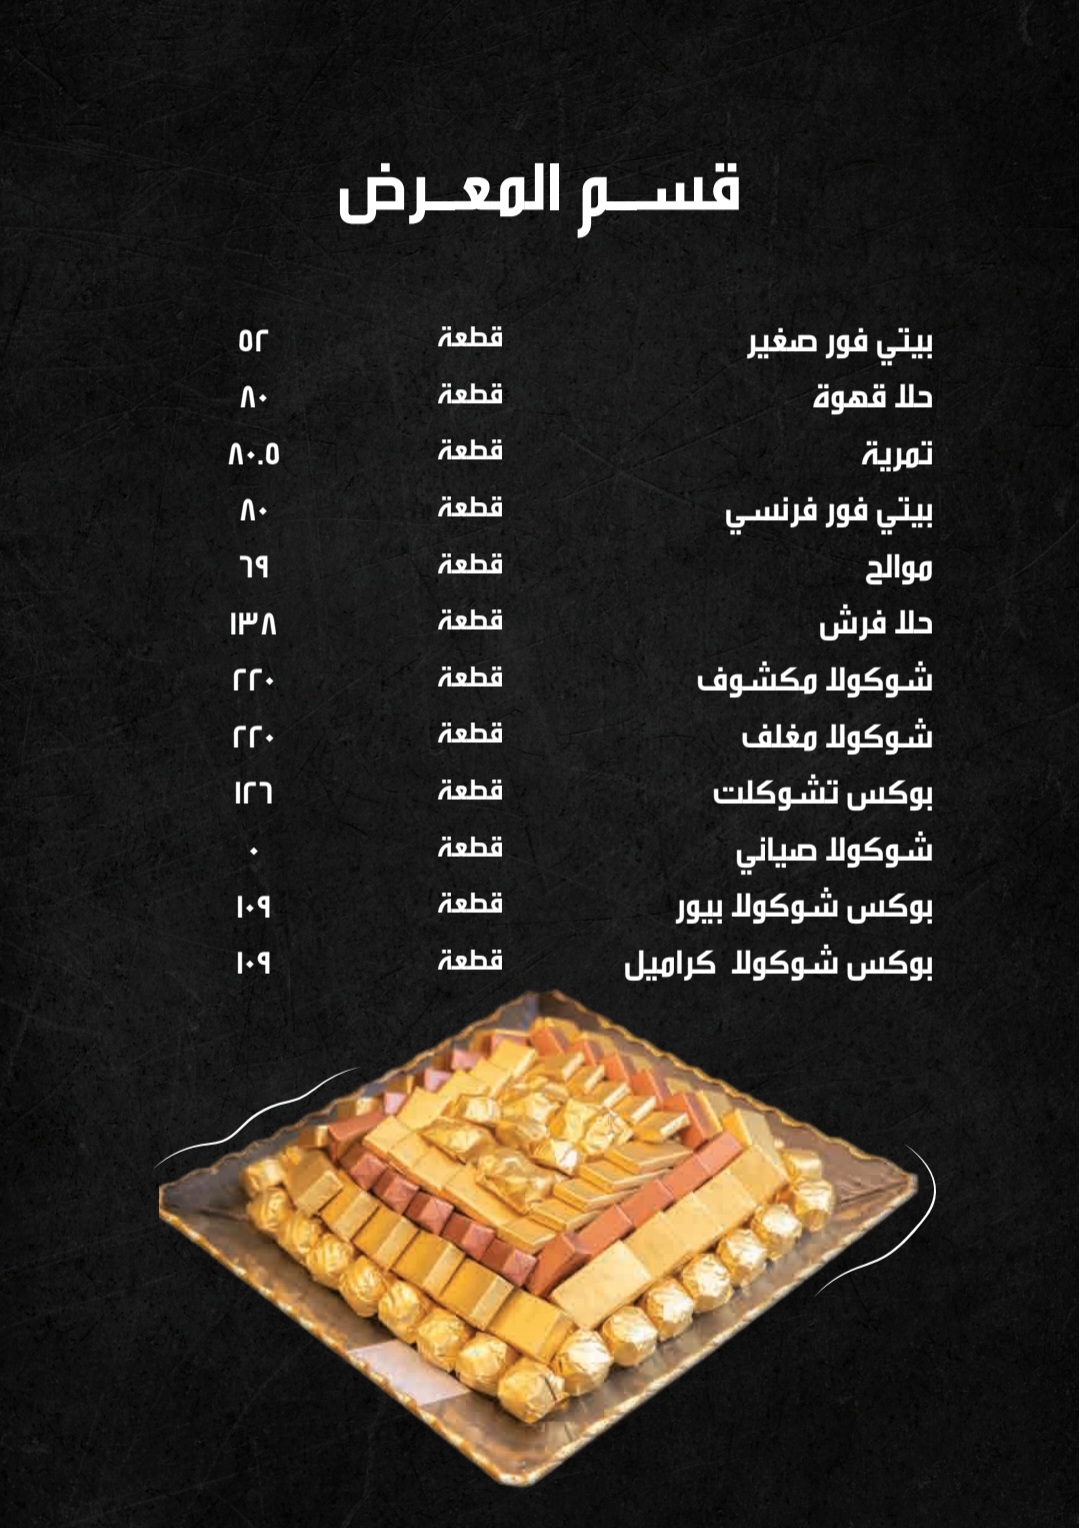 قسم المعرض
بيتي فور صغير قطعة ٥٢
حلا قهوة قطعة ٨٠
تمرية قطعة ٨٠.٥
بيتي فور فرنسي قطعة ٨٠
موالح قطعة ٦٩
حلا فرش قطعة ١٣٨
شوكولا مكشوف قطعة ٢٢٠
شوكولا مغلف قطعة ٢٢٠
بوكس تشوكلت قطعة ١٢٦
شوكولا صياني قطعة ٠
بوكس شوكولا بيور قطعة ١٠٩
بوكس شوكولا كراميل قطعة ١٠٩